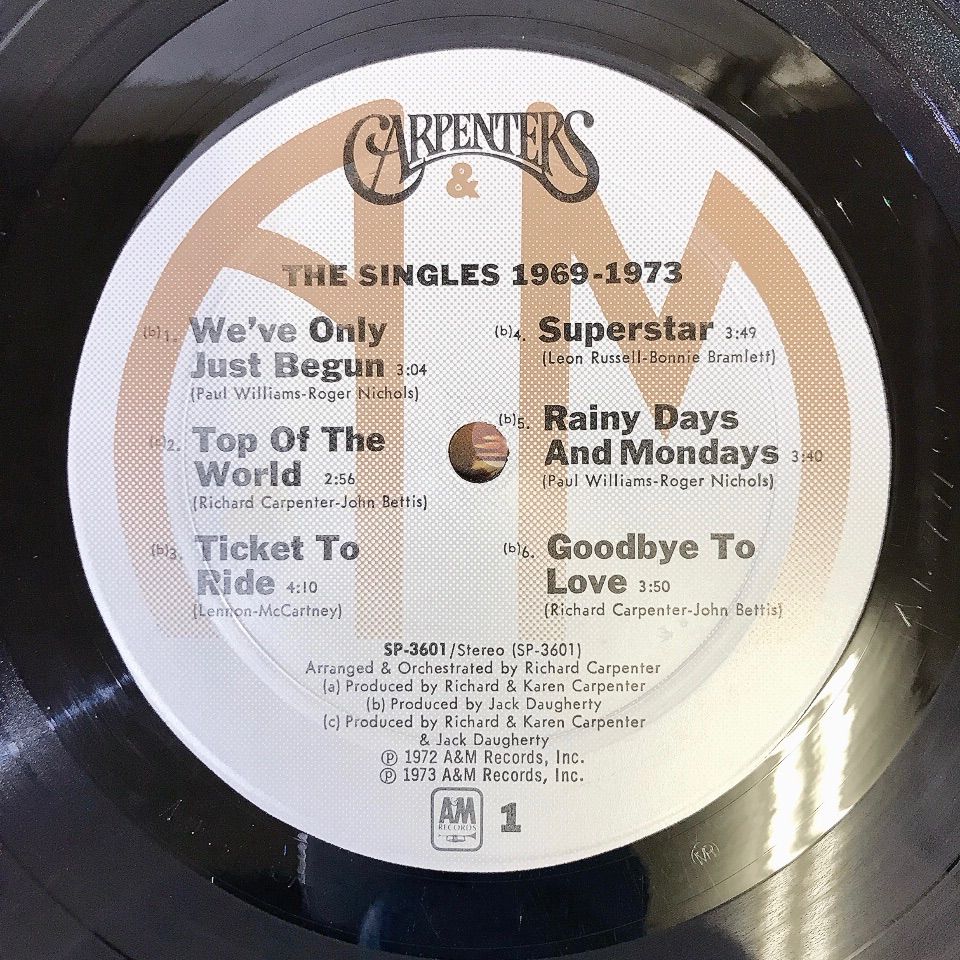 CARPENTERS
&
THE SINGLES 1969-1973
(b)1. We've Only
Just Begun 3:04
(Paul Williams-Roger Nichols)
(c)2. Top Of The
World 2:56
(Richard Carpenter-John Bettis)
(b)3. Ticket To
Ride 4:10
(Lennon-McCartney)
(b)4. Superstar 3:49
(Leon Russell-Bonnie Bramlett)
(b)5. Rainy Days
And Mondays 3:40
(Paul Williams-Roger Nichols)
(b)6. Goodbye To
Love 3:50
(Richard Carpenter-John Bettis)
SP-3601/Stereo (SP-3601)
Arranged & Orchestrated by Richard Carpenter
(a) Produced by Richard & Karen Carpenter
(b) Produced by Jack Daugherty
(c) Produced by Richard & Karen Carpenter
& Jack Daugherty
℗ 1972 A&M Records, Inc.
℗ 1973 A&M Records, Inc.
A&M
RECORDS
1
MR